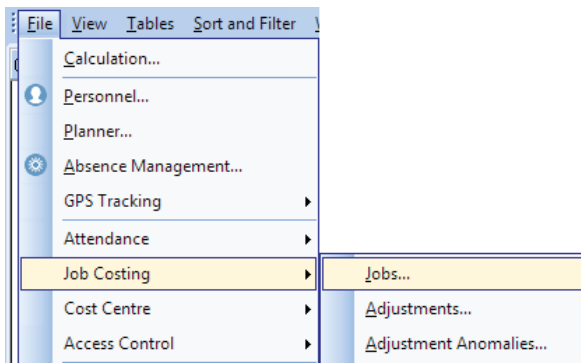 File View Tables Sort and Filter
Calculation...
Personnel...
Planner...
Absence Management...
GPS Tracking
Attendance
Job Costing
Jobs...
Cost Centre
Adjustments...
Access Control
Adjustment Anomalies...